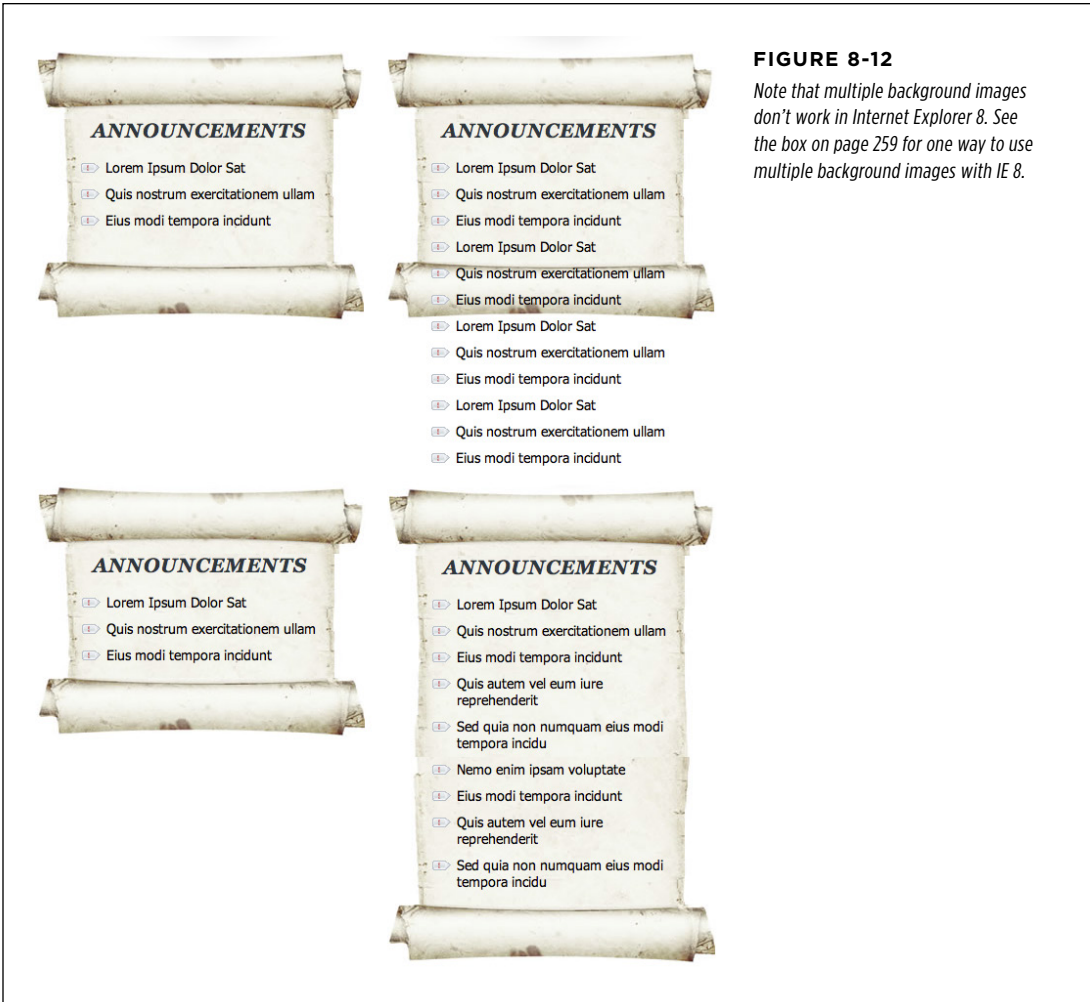 FIGURE 8-12
Note that multiple background images
don't work in Internet Explorer 8. See
the box on page 259 for one way to use
multiple background images with IE 8.
ANNOUNCEMENTS
Lorem Ipsum Dolor Sat
Quis nostrum exercitationem ullam
Eius modi tempora incidunt
ANNOUNCEMENTS
Lorem Ipsum Dolor Sat
Quis nostrum exercitationem ullam
Eius modi tempora incidunt
Lorem Ipsum Dolor Sat
Quis nostrum exercitationem ullam
Eius modi tempora incidunt
Lorem Ipsum Dolor Sat
Quis nostrum exercitationem ullam
Eius modi tempora incidunt
Lorem Ipsum Dolor Sat
Quis nostrum exercitationem ullam
Eius modi tempora incidunt
ANNOUNCEMENTS
Lorem Ipsum Dolor Sat
Quis nostrum exercitationem ullam
Eius modi tempora incidunt
ANNOUNCEMENTS
Lorem Ipsum Dolor Sat
Quis nostrum exercitationem ullam
Eius modi tempora incidunt
Quis autem vel eum iure
reprehenderit
Sed quia non numquam eius modi
tempora incidu
Nemo enim ipsam voluptate
Eius modi tempora incidunt
Quis autem vel eum iure
reprehenderit
Sed quia non numquam eius modi
tempora incidu